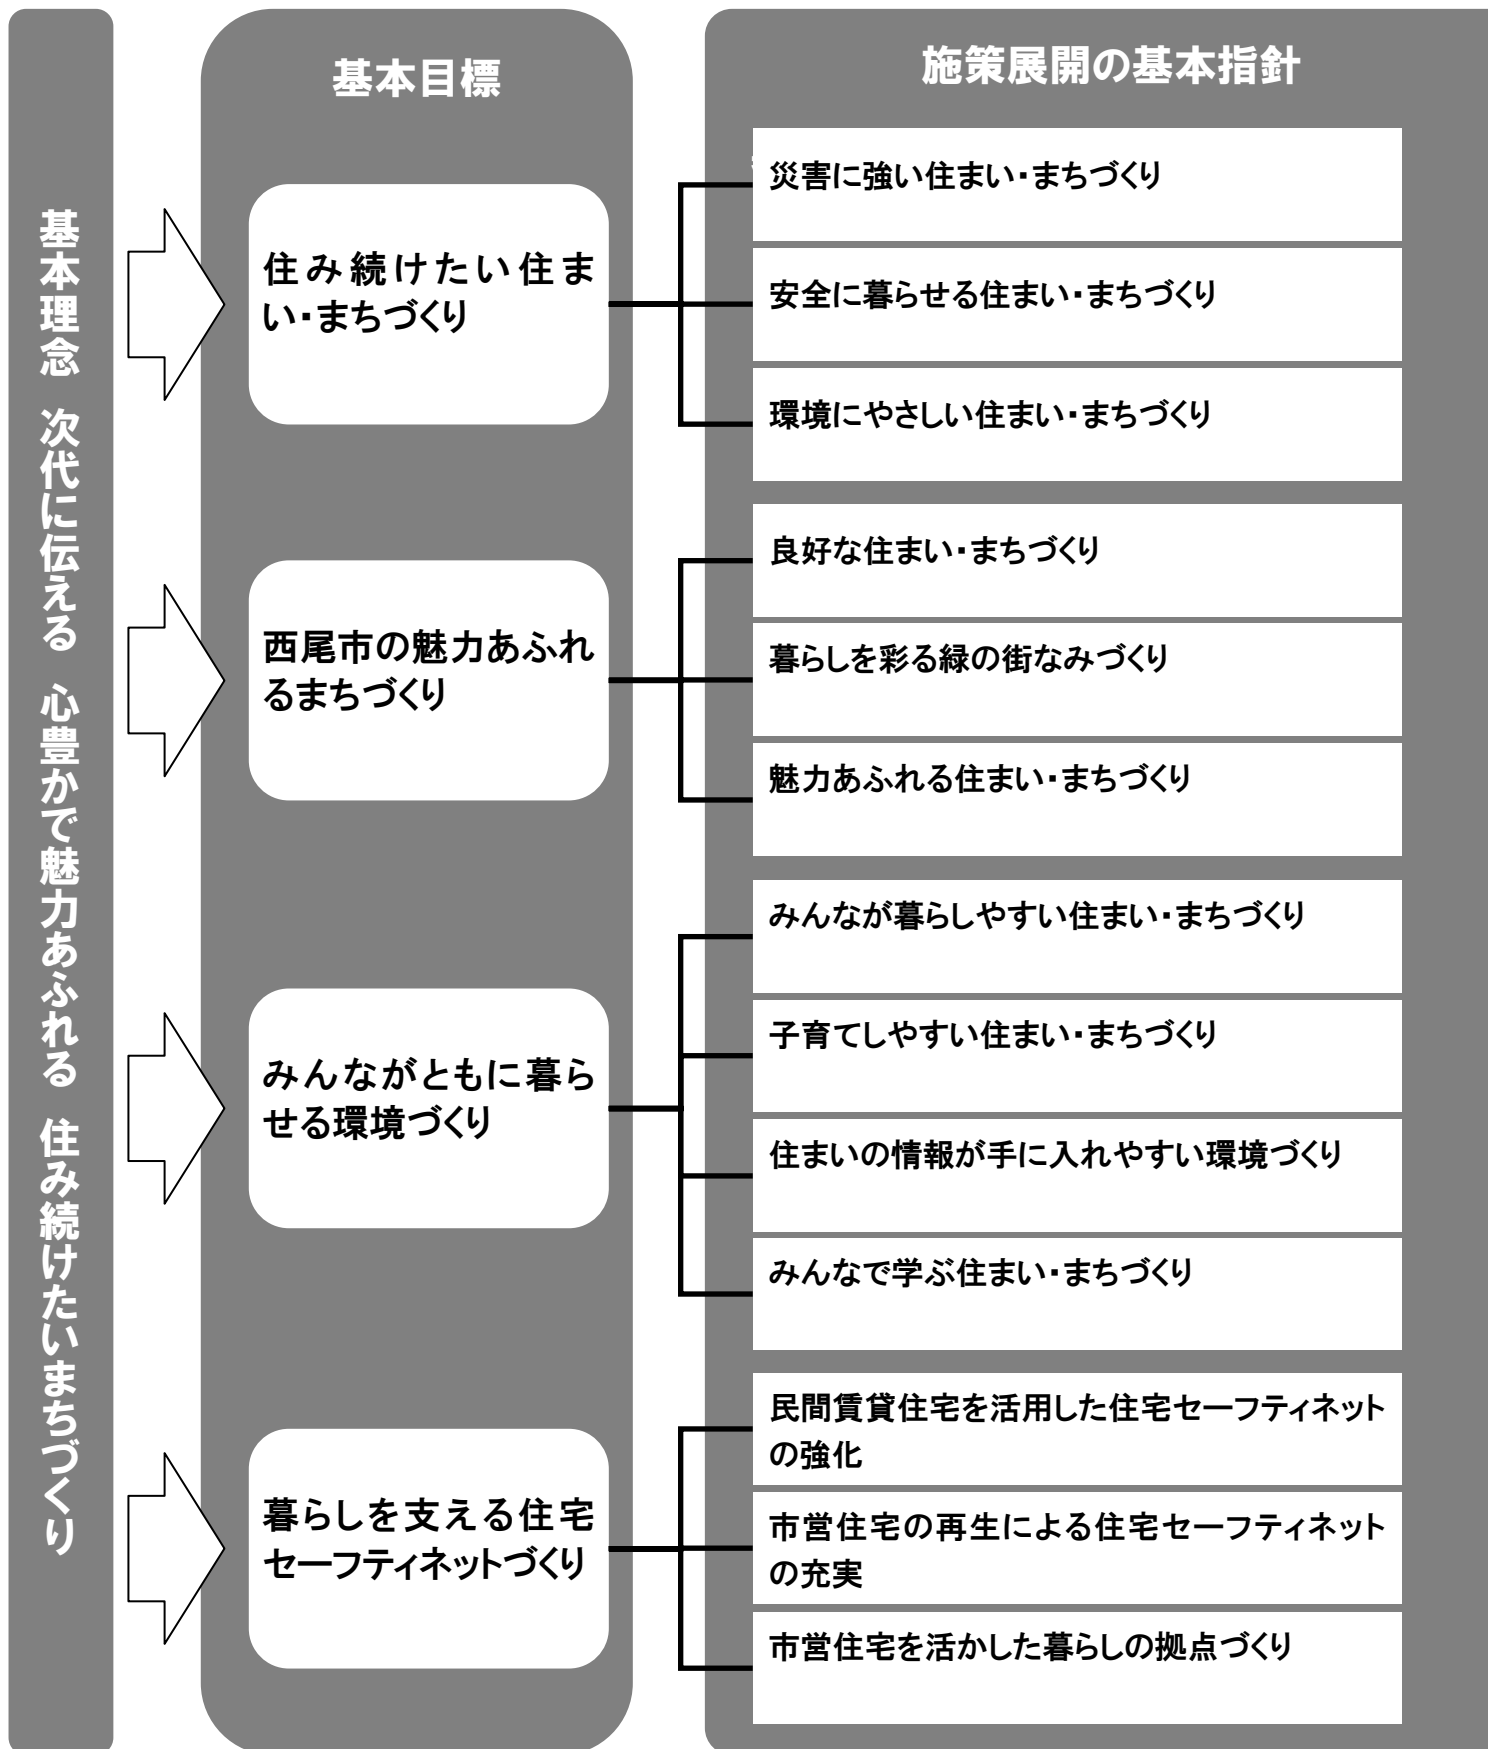 基本理念　次代に伝える　心豊かで魅力あふれる　住み続けたいまちづくり
基本目標
施策展開の基本指針
住み続けたい住ま
い・まちづくり
災害に強い住まい・まちづくり
安全に暮らせる住まい・まちづくり
環境にやさしい住まい・まちづくり
西尾市の魅力あふれ
るまちづくり
良好な住まい・まちづくり
暮らしを彩る緑の街なみづくり
魅力あふれる住まい・まちづくり
みんながともに暮ら
せる環境づくり
みんなが暮らしやすい住まい・まちづくり
子育てしやすい住まい・まちづくり
住まいの情報が手に入れやすい環境づくり
みんなで学ぶ住まい・まちづくり
暮らしを支える住宅
セーフティネットづくり
民間賃貸住宅を活用した住宅セーフティネット
の強化
市営住宅の再生による住宅セーフティネット
の充実
市営住宅を活かした暮らしの拠点づくり